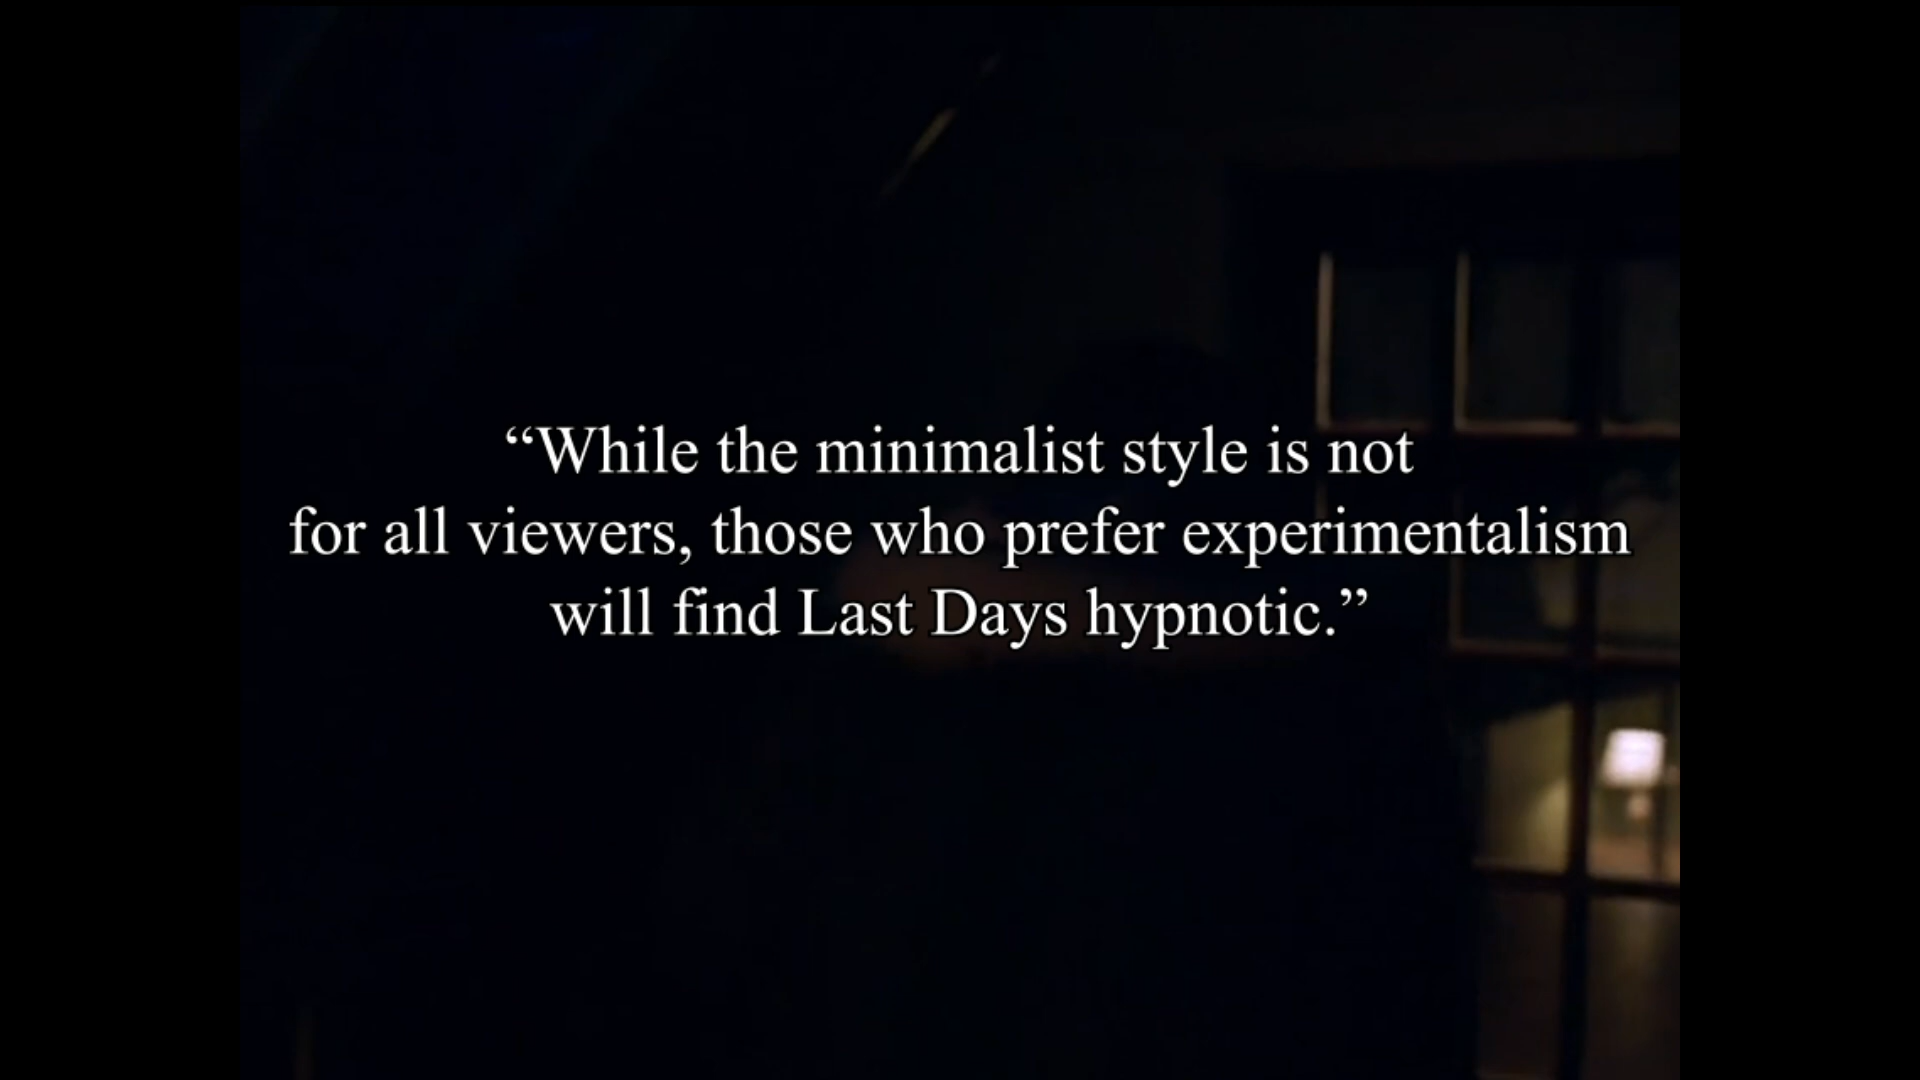 “While the minimalist style is not
for all viewers, those who prefer experimentalism
will find Last Days hypnotic.”